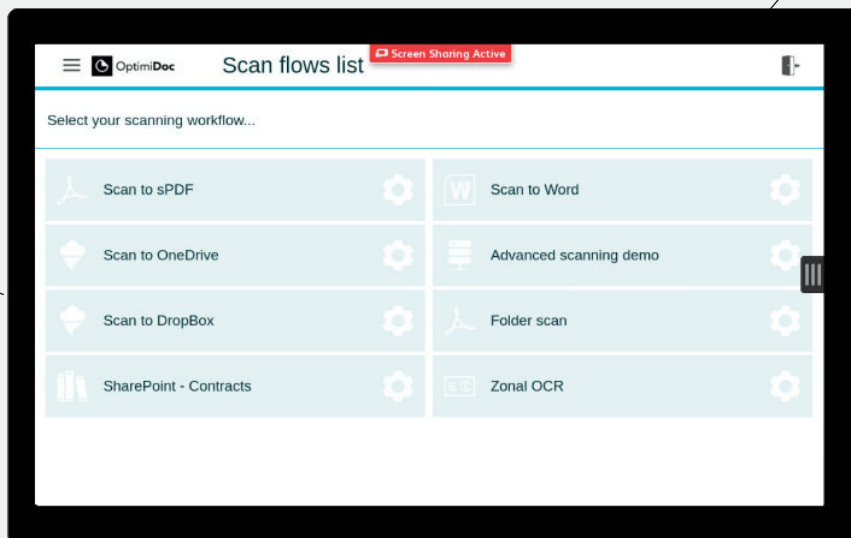 OptimiDoc
Scan flows list
Screen Sharing Active
Select your scanning workflow...
Scan to sPDF
W
Scan to Word
Scan to OneDrive
Advanced scanning demo
Scan to DropBox
Folder scan
SharePoint - Contracts
Zonal OCR